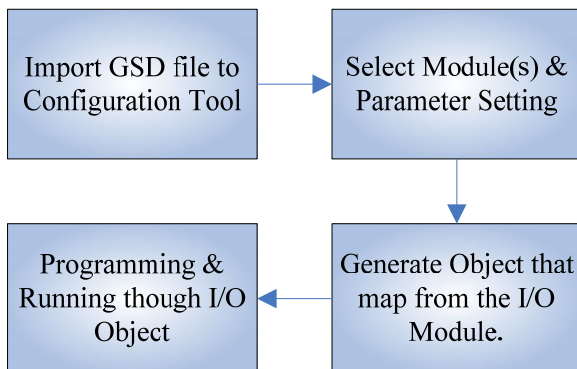 Import GSD file to
Configuration Tool
Select Module(s) &
Parameter Setting
Generate Object that
map from the I/O
Module.
Programming &
Running though I/O
Object